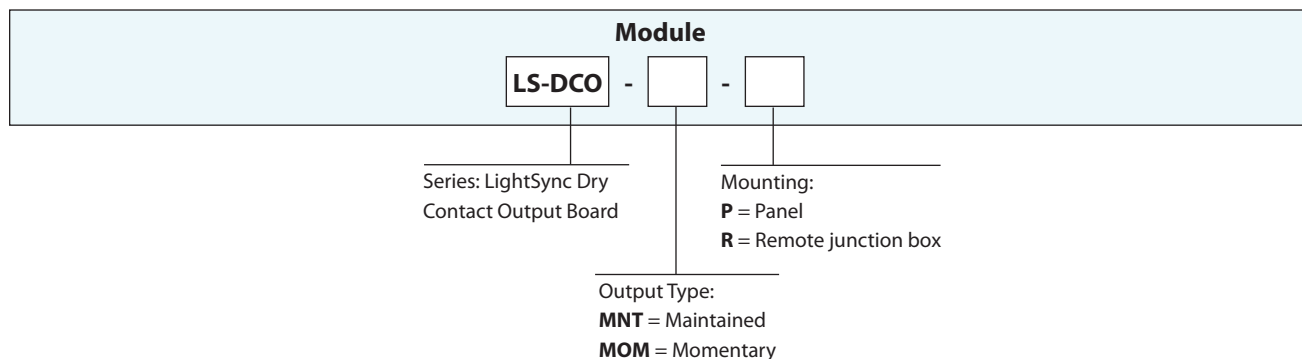 Module
LS-DCO - -
Series: LightSync Dry
Contact Output Board
Mounting:
P = Panel
R = Remote junction box
Output Type:
MNT = Maintained
MOM = Momentary